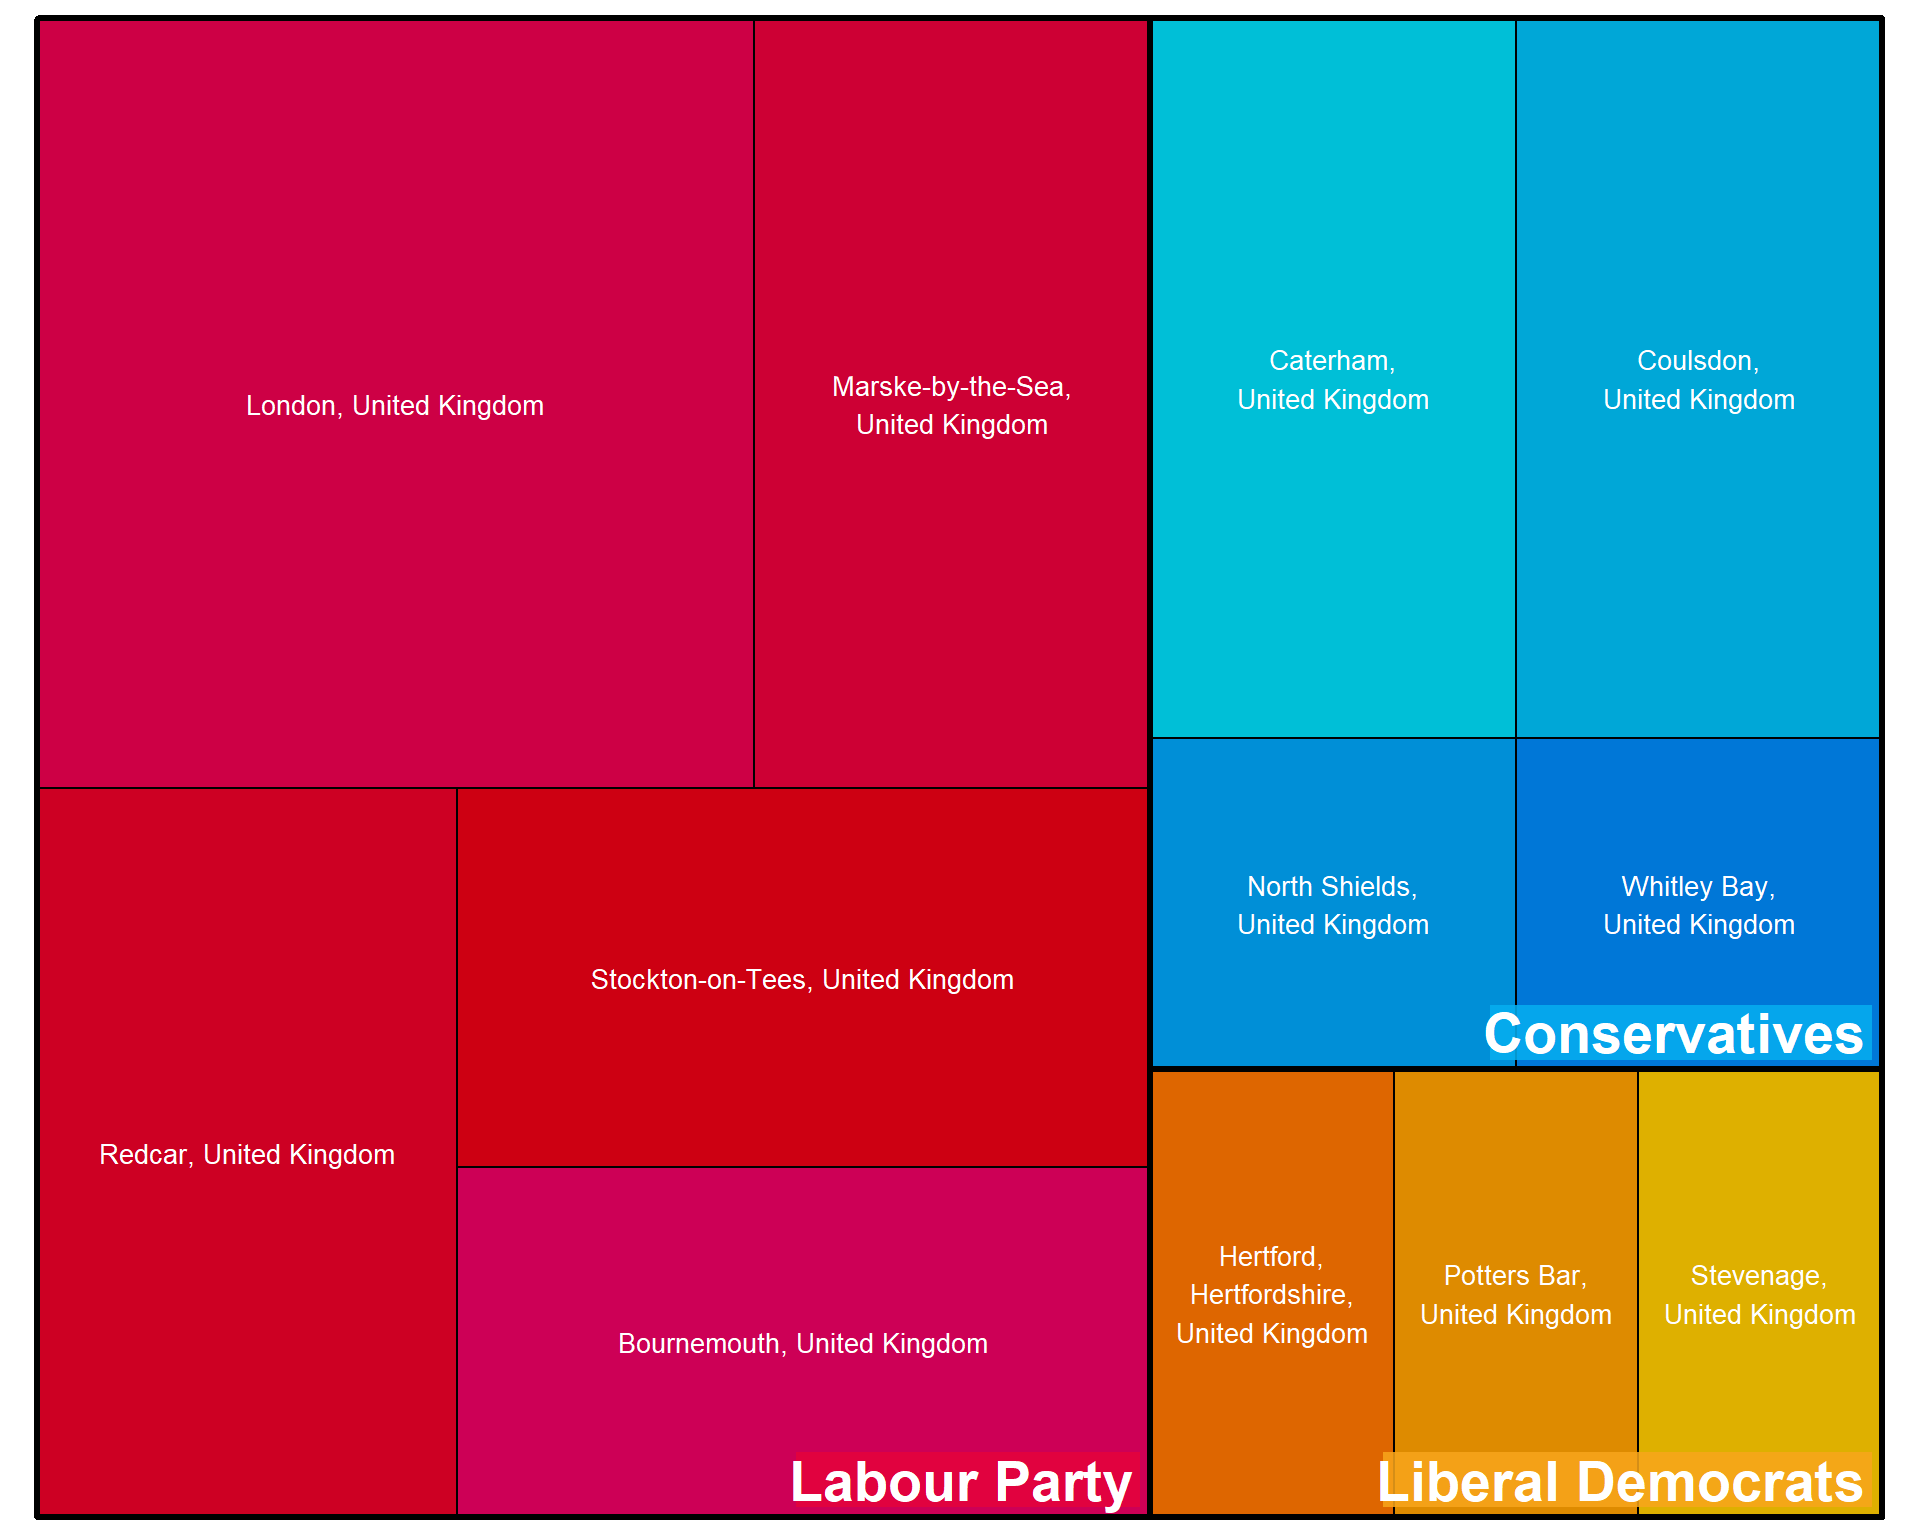 London, United Kingdom
Marske-by-the-Sea,
United Kingdom
Caterham,
United Kingdom
Coulsdon,
United Kingdom
North Shields,
United Kingdom
Whitley Bay,
United Kingdom
Conservatives
Redcar, United Kingdom
Stockton-on-Tees, United Kingdom
Bournemouth, United Kingdom
Labour Party
Hertford,
Hertfordshire,
United Kingdom
Potters Bar,
United Kingdom
Stevenage,
United Kingdom
Liberal Democrats